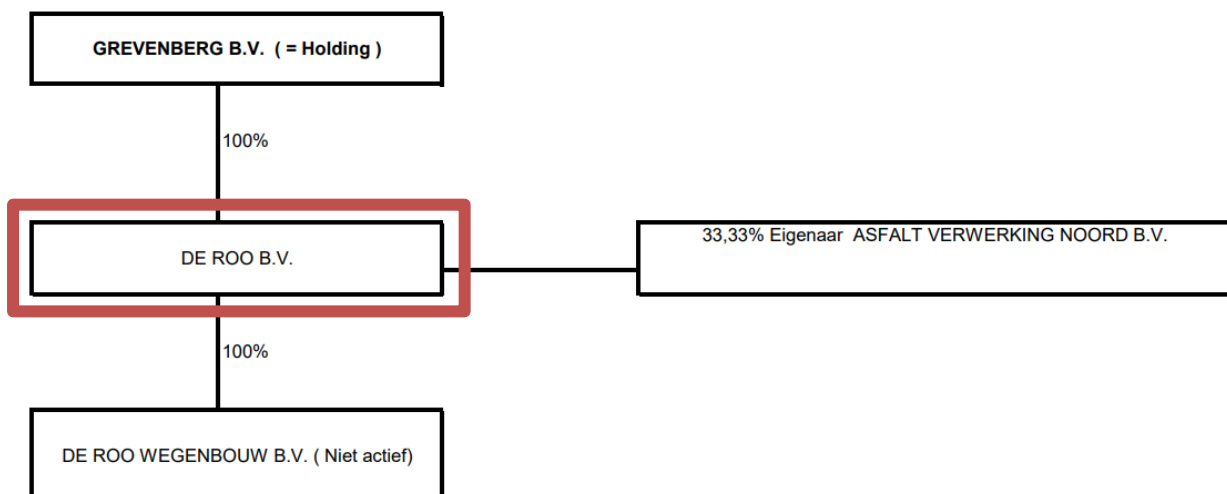 GREVENBERG B.V. ( = Holding )
100%
DE ROO B.V.
33,33% Eigenaar ASFALT VERWERKING NOORD B.V.
100%
DE ROO WEGENBOUW B.V. ( Niet actief)